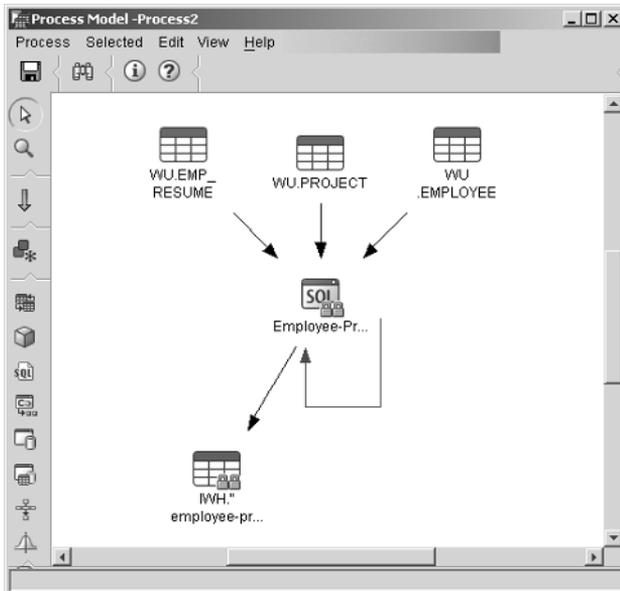 Process Model -Process2
Process Selected Edit View Help
WU.EMP_
RESUME
WU.PROJECT
WU
.EMPLOYEE
SQL
Employee-Pr...
IWH."
employee-pr...
SQL